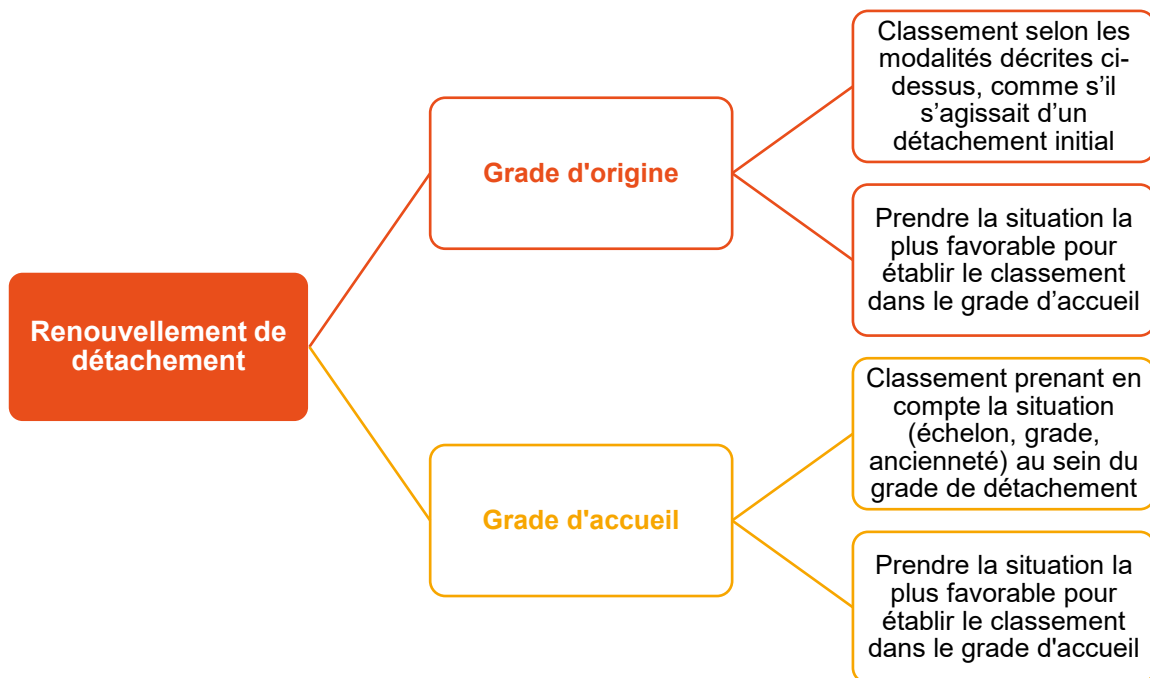 Renouvellement de
détachement
Grade d'origine
Classement selon les
modalités décrites ci-
dessus, comme s’il
s’agissait d’un
détachement initial
Prendre la situation la
plus favorable pour
établir le classement
dans le grade d’accueil
Grade d'accueil
Classement prenant en
compte la situation
(échelon, grade,
ancienneté) au sein du
grade de détachement
Prendre la situation la
plus favorable pour
établir le classement
dans le grade d'accueil